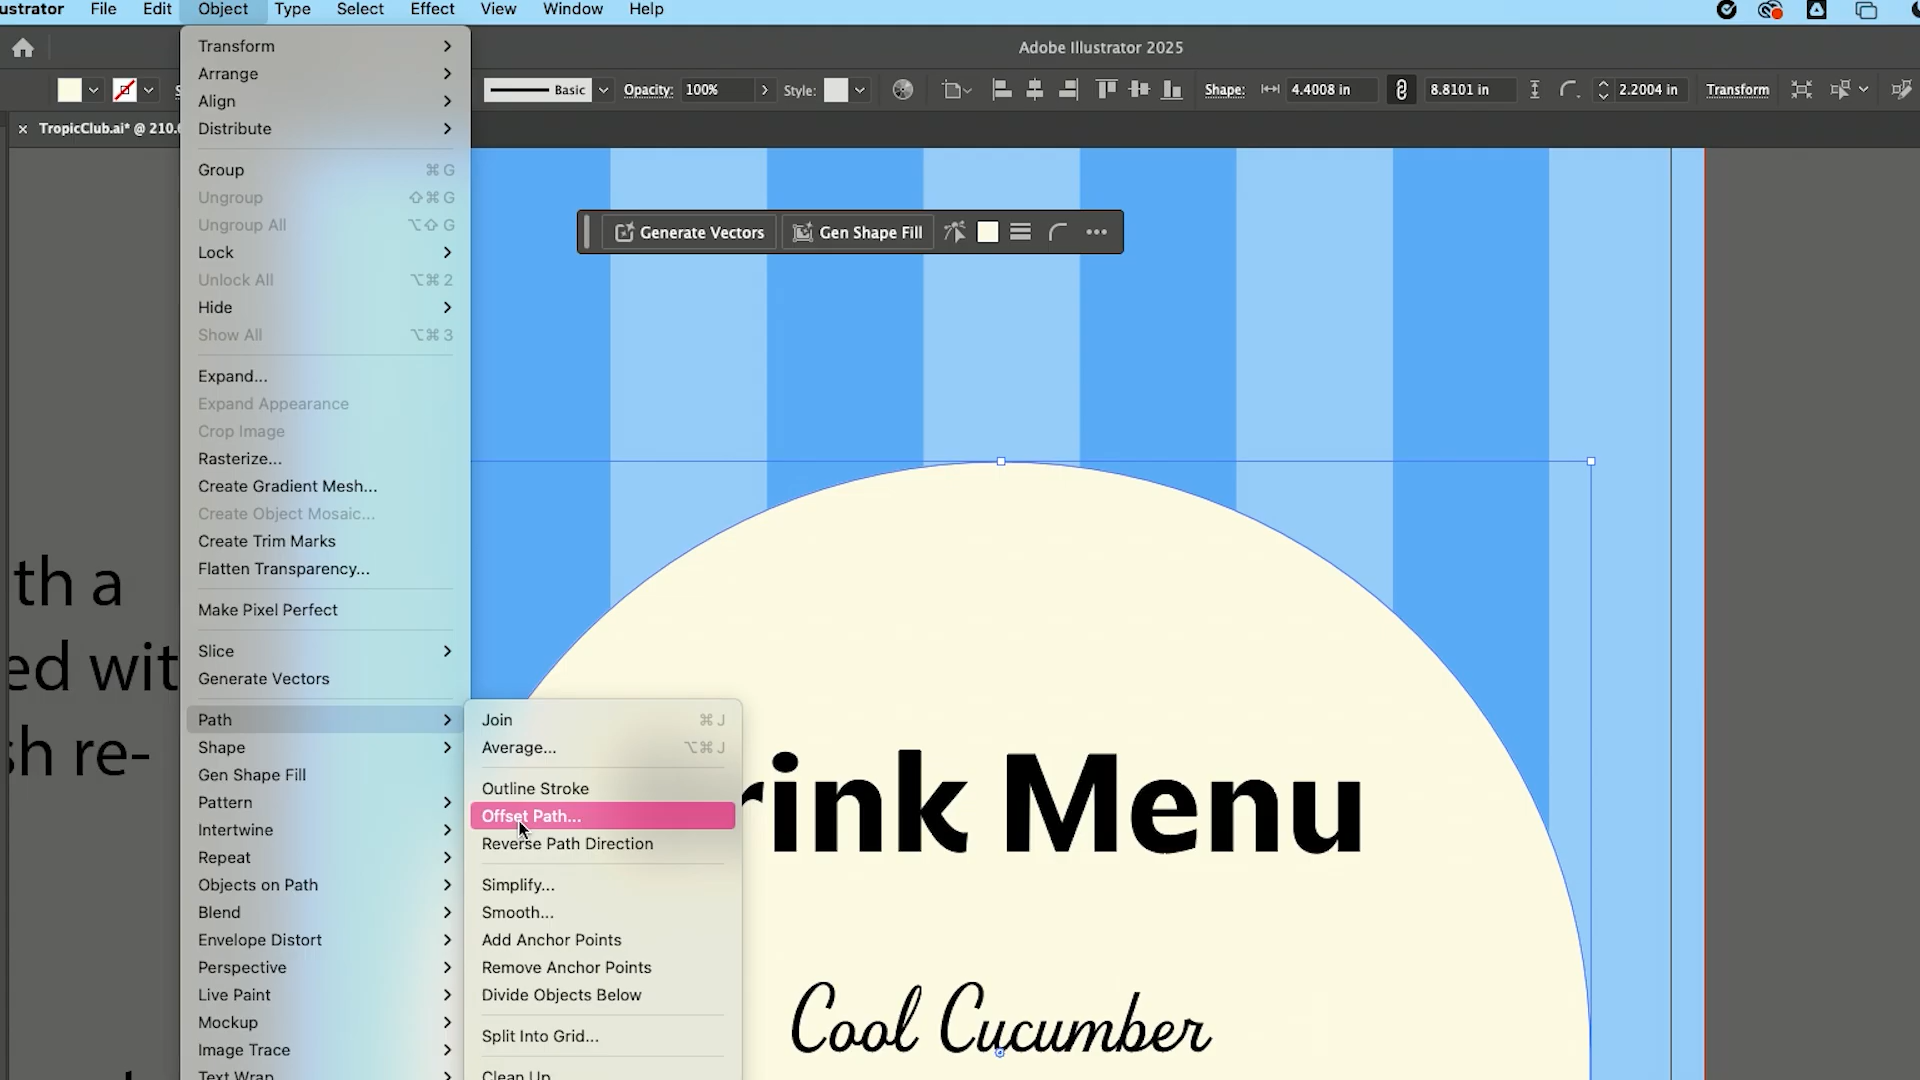 ustrator File Edit Object Type Select Effect View Window Help
Adobe Illustrator 2025
Basic Opacity: 100% Style: Shape: 4.4008 in 8.8101 in 2.2004 in Transform
× TropicClub.ai* @ 210.
Transform
Arrange
Align
Distribute
Group ⌘ G
Ungroup ⇧⌘ G
Ungroup All ⌥⇧ G
Lock
Unlock All ⌥⌘ 2
Hide
Show All ⌥⌘ 3
Expand...
Expand Appearance
Crop Image
Rasterize...
Create Gradient Mesh...
Create Object Mosaic...
Create Trim Marks
Flatten Transparency...
Make Pixel Perfect
Slice
Generate Vectors
Path
Shape
Gen Shape Fill
Pattern
Intertwine
Repeat
Objects on Path
Blend
Envelope Distort
Perspective
Live Paint
Mockup
Image Trace
Text Wrap
Join ⌘ J
Average... ⌥⌘ J
Outline Stroke
Offset Path...
Reverse Path Direction
Simplify...
Smooth...
Add Anchor Points
Remove Anchor Points
Divide Objects Below
Split Into Grid...
Clean Up
Generate Vectors Gen Shape Fill
th a
ed wit
sh re-
rink Menu
Cool Cucumber